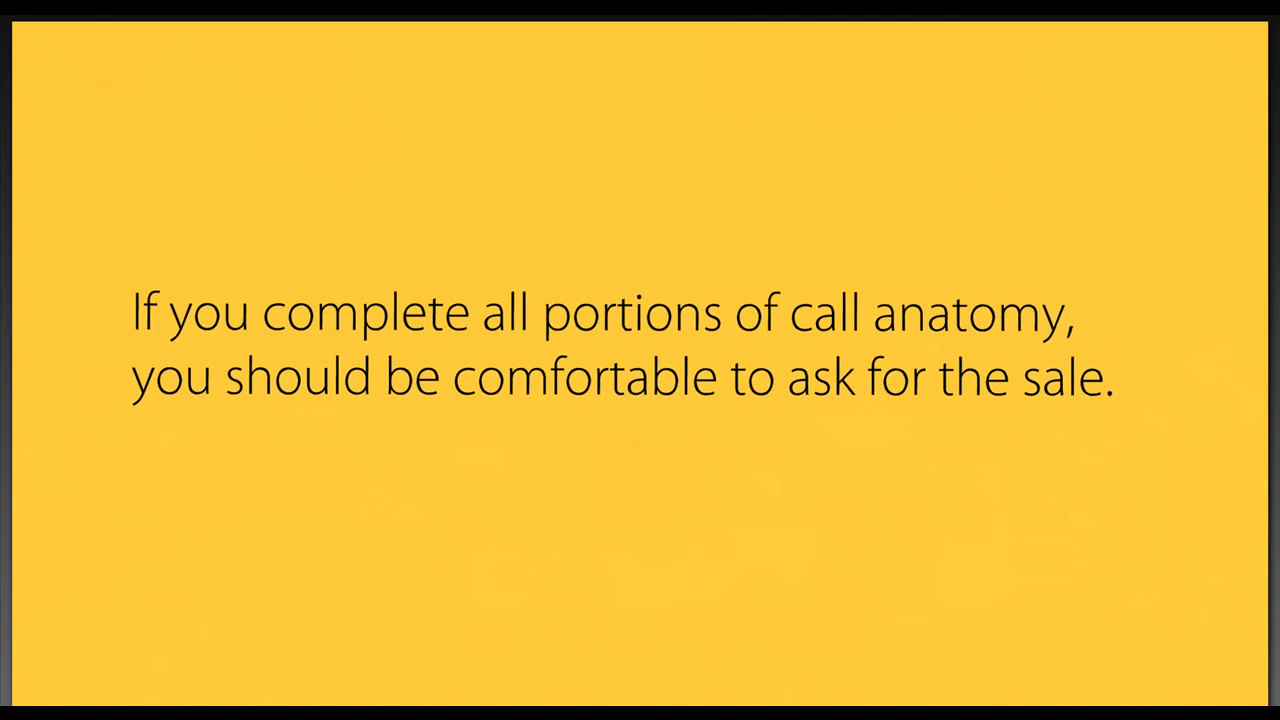 If you complete all portions of call anatomy,
you should be comfortable to ask for the sale.